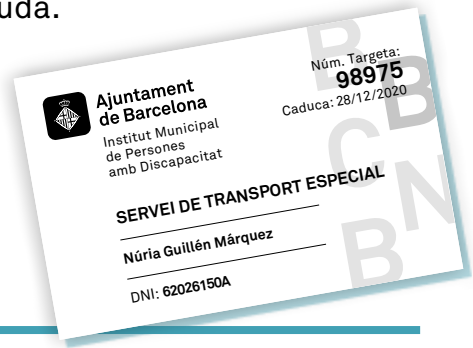 uda.
Ajuntament
de Barcelona
Institut Municipal
de Persones
amb Discapacitat
Núm. Targeta:
98975
Caduca: 28/12/2020
SERVEI DE TRANSPORT ESPECIAL
Núria Guillén Márquez
DNI: 62026150A
B
B
C
N
B